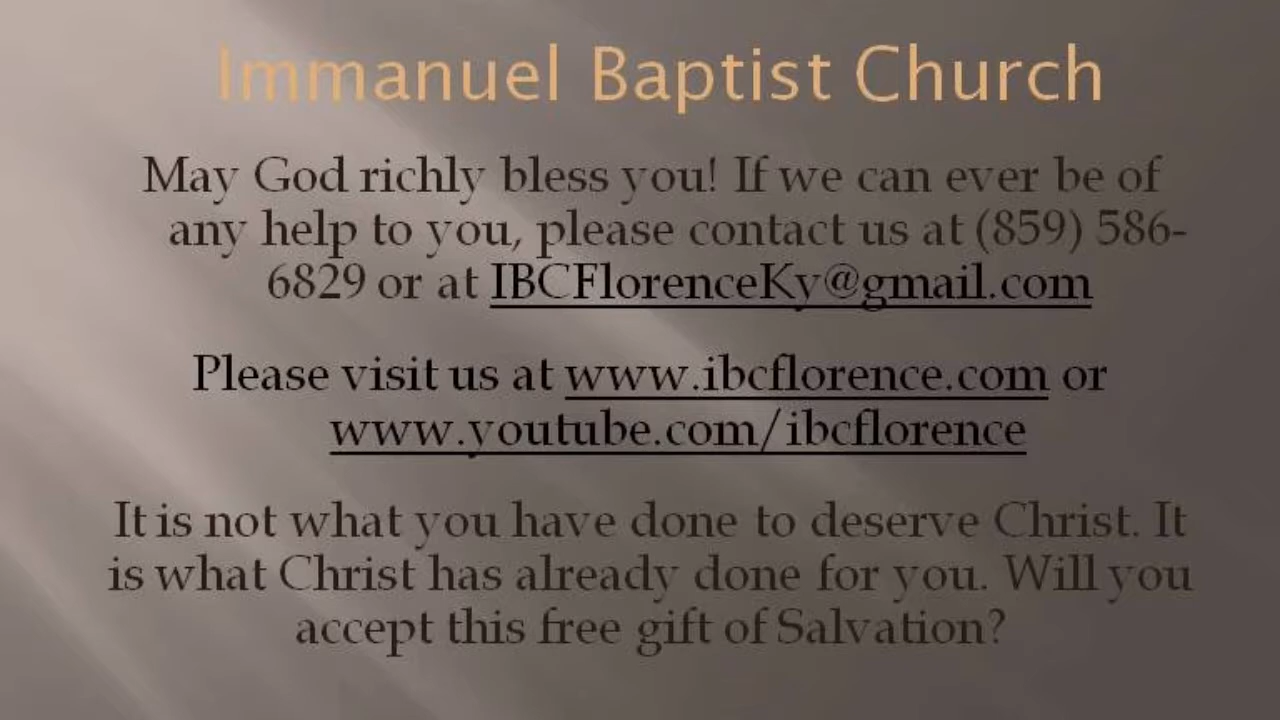 Immanuel Baptist Church
May God richly bless you! If we can ever be of
any help to you, please contact us at (859) 586-
6829 or at IBCFlorenceKy@gmail.com
Please visit us at www.ibcflorence.com or
www.youtube.com/ibcflorence
It is not what you have done to deserve Christ. It
is what Christ has already done for you. Will you
accept this free gift of Salvation?